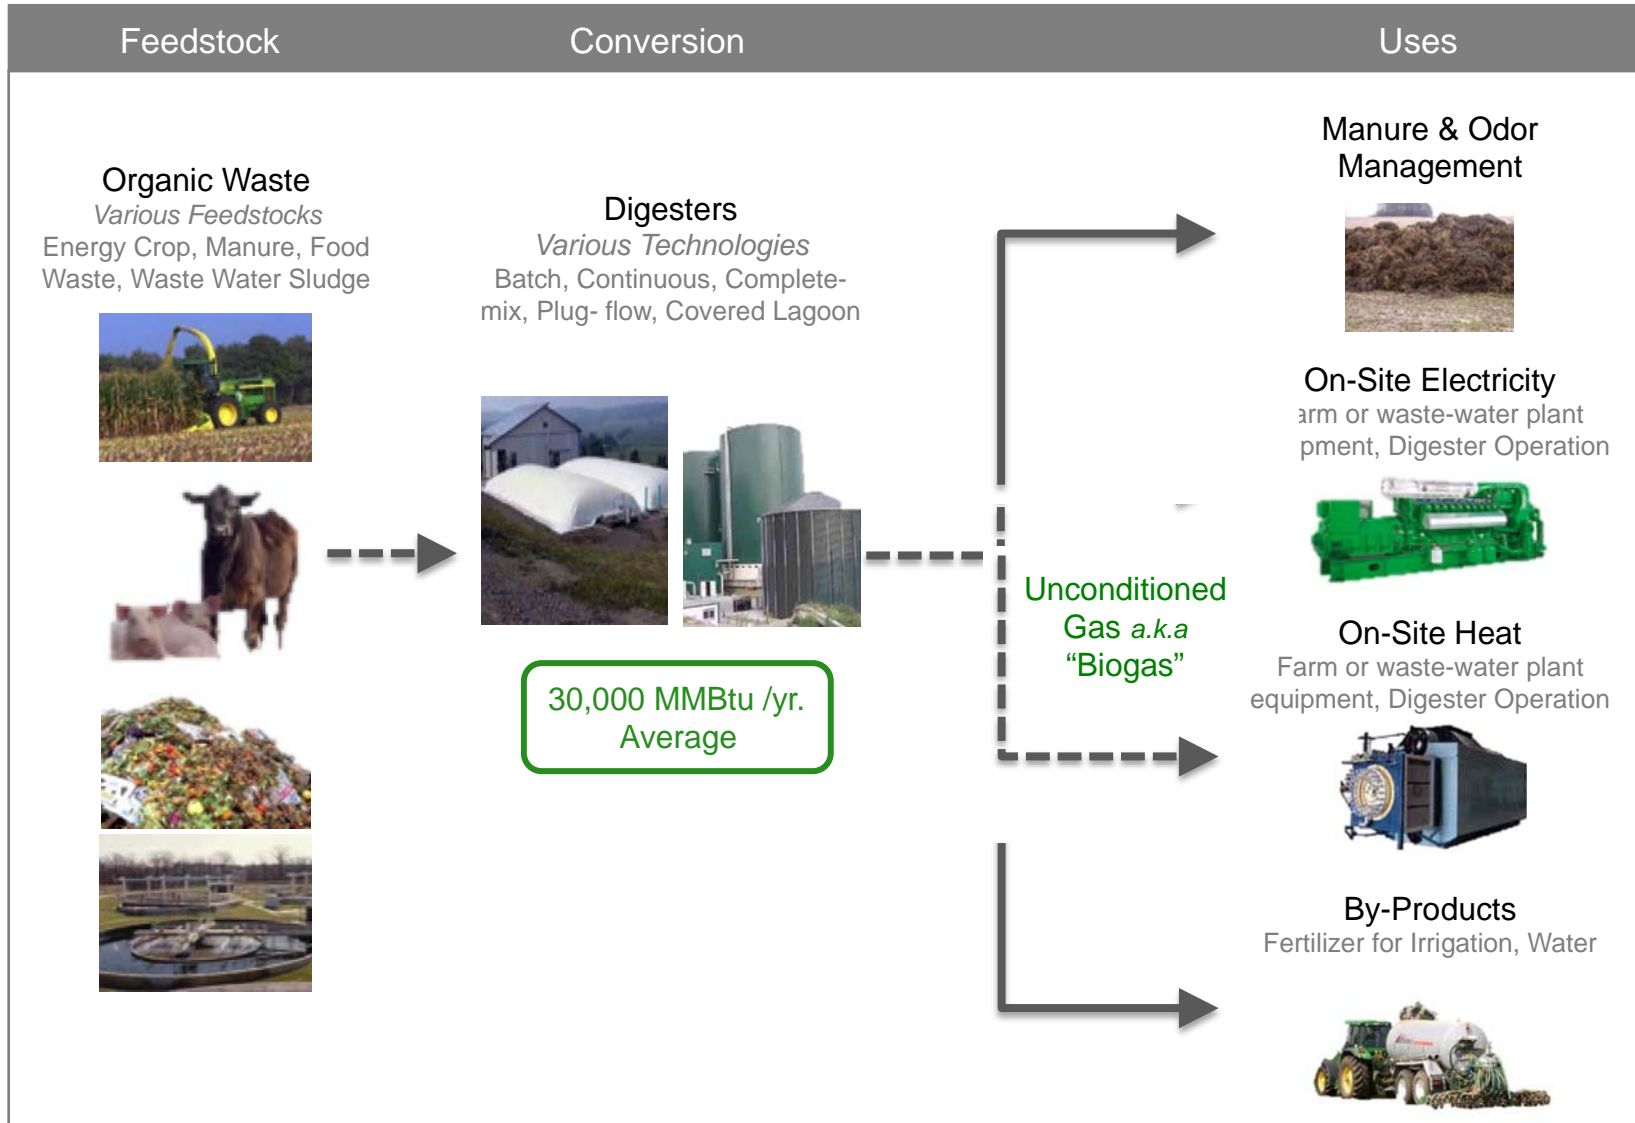 Feedstock
Conversion
Uses
Organic Waste
Various Feedstocks
Energy Crop, Manure, Food
Waste, Waste Water Sludge
Digesters
Various Technologies
Batch, Continuous, Complete-
mix, Plug- flow, Covered Lagoon
30,000 MMBtu /yr.
Average
Unconditioned
Gas a.k.a
“Biogas”
Manure & Odor
Management
On-Site Electricity
arm or waste-water plant
pment, Digester Operation
On-Site Heat
Farm or waste-water plant
equipment, Digester Operation
By-Products
Fertilizer for Irrigation, Water